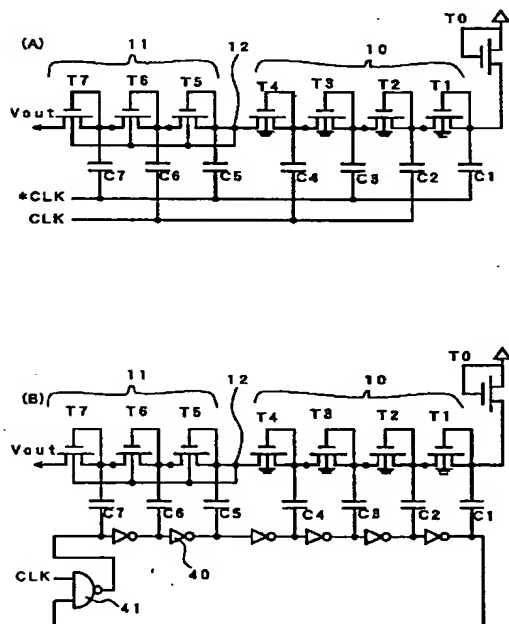 (A)
11
12
10
T0
T7
T6
T5
T4
T3
T2
T1
Vout
C7
C6
C5
C4
C3
C2
C1
*CLK
CLK
(B)
11
12
10
T0
T7
T6
T5
T4
T3
T2
T1
Vout
C7
C6
C5
C4
C3
C2
C1
CLK
40
41